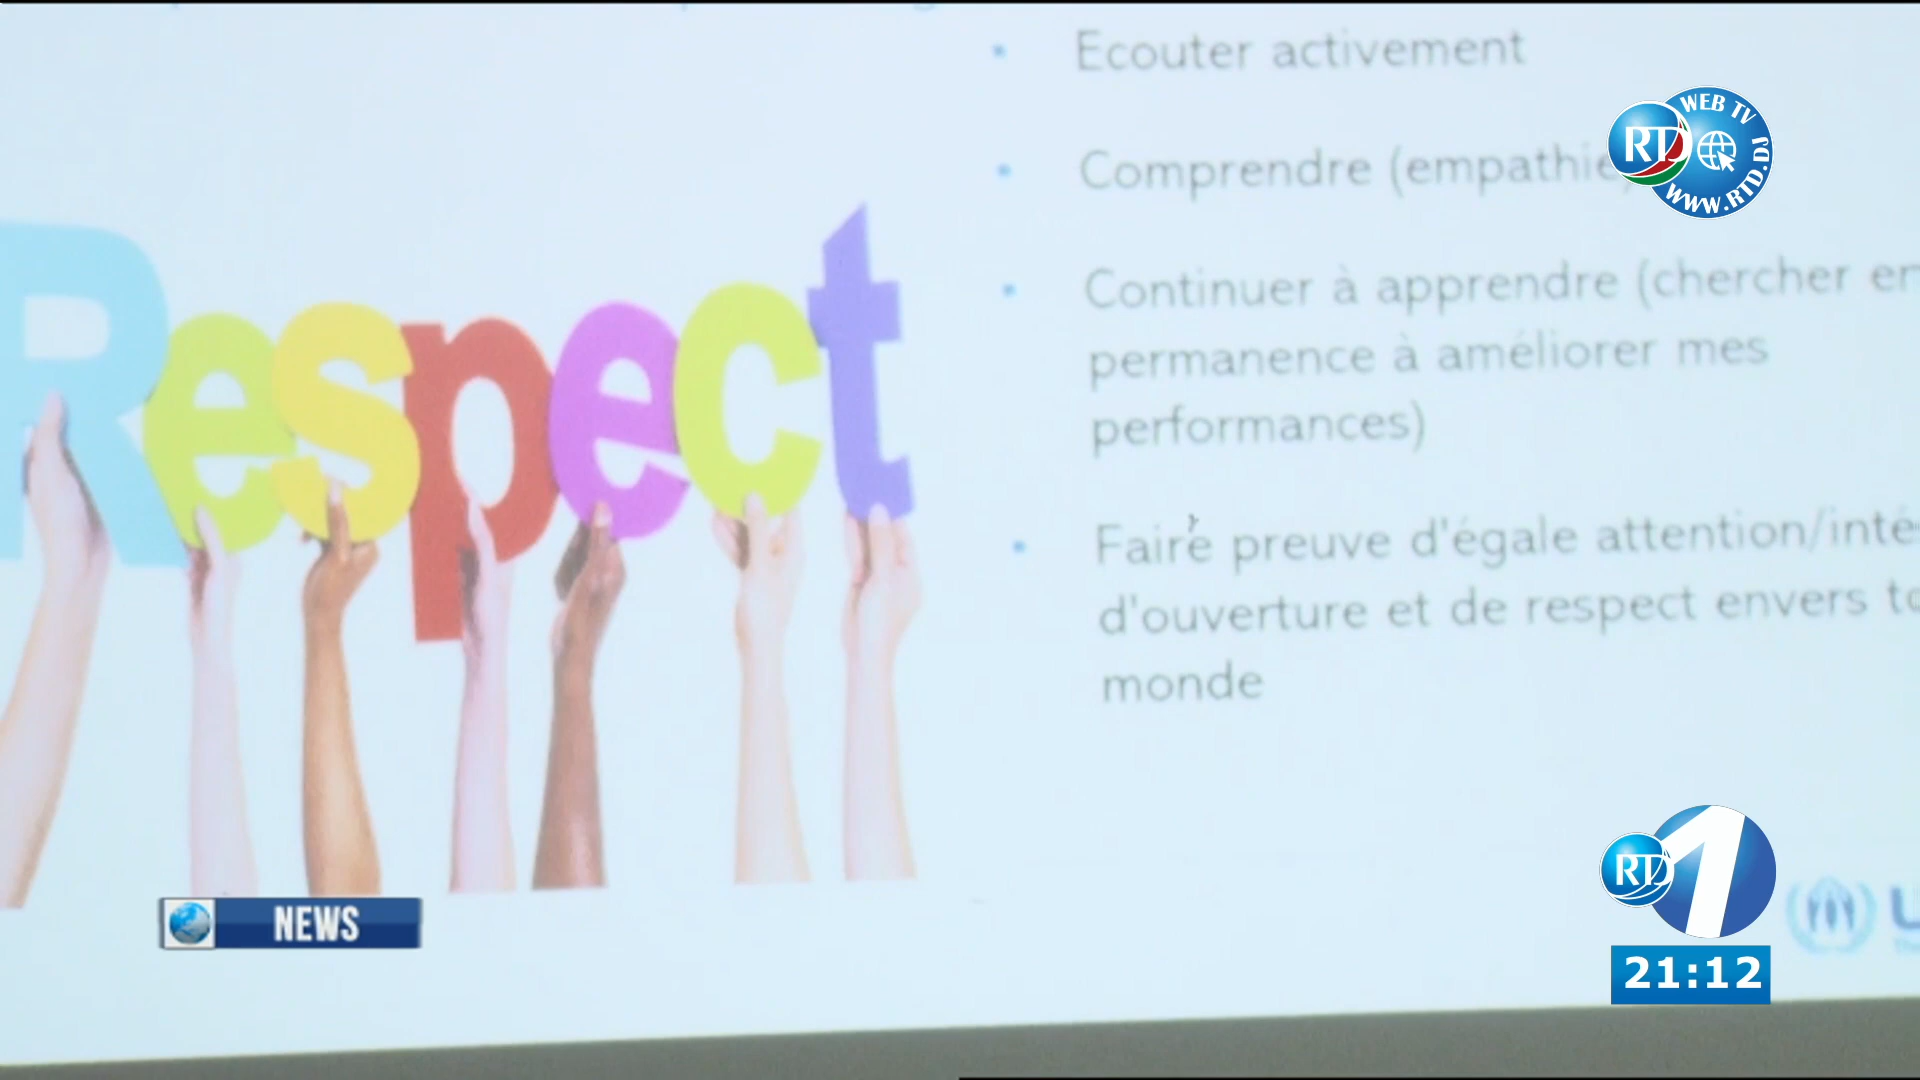 Ecouter activement
WEB TV
RTD
WWW.RTD.DJ
Comprendre (empathie
Continuer à apprendre (chercher en
permanence à améliorer mes
performances)
Respect
Faire preuve d'égale attention/inté
d'ouverture et de respect envers
monde
RTD 1
NEWS
21:12